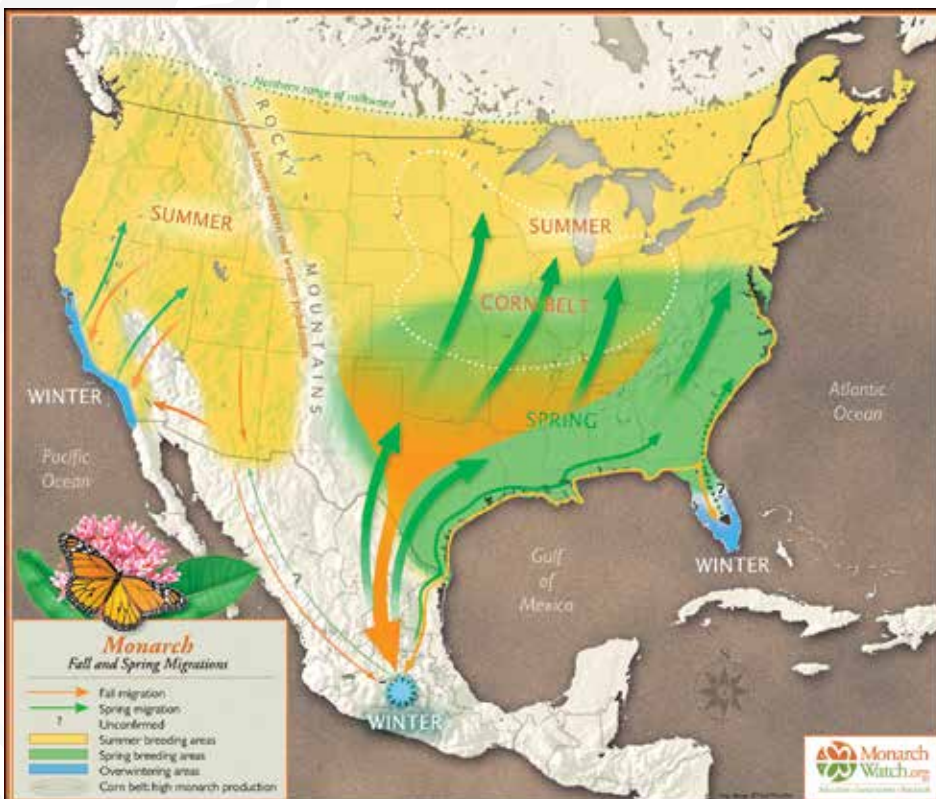 Northern range of milkweed
ROCKY
MOUNTAINS
SUMMER
SUMMER
CORN BELT
SPRING
WINTER
Pacific
Ocean
Atlantic
Ocean
Gulf
of
Mexico
WINTER
WINTER
?
?
Monarch
Fall and Spring Migrations
Fall migration
Spring migration
? Unconfirmed
Summer breeding areas
Spring breeding areas
Overwintering areas
Corn belt: high monarch production
Monarch
Watch.org